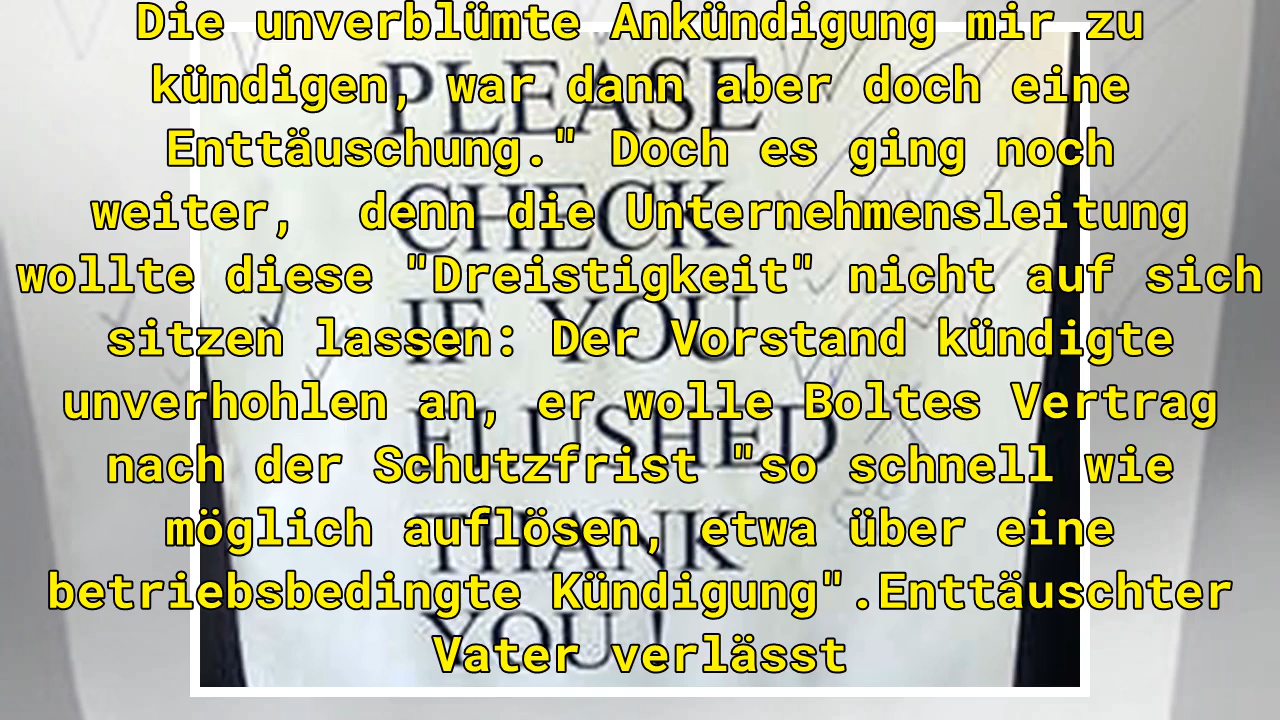 Die unverblümte Ankündigung mir zu
kündigen, war dann aber doch eine
Enttäuschung." Doch es ging noch
weiter,  denn die Unternehmensleitung
wollte diese "Dreistigkeit" nicht auf sich
sitzen lassen: Der Vorstand kündigte
unverhohlen an, er wolle Boltes Vertrag
nach der Schutzfrist "so schnell wie
möglich auflösen, etwa über eine
betriebsbedingte Kündigung".Enttäuschter
Vater verlässt
PLEASE
CHECK
IF YOU
FLUSHED
THANK
YOU!